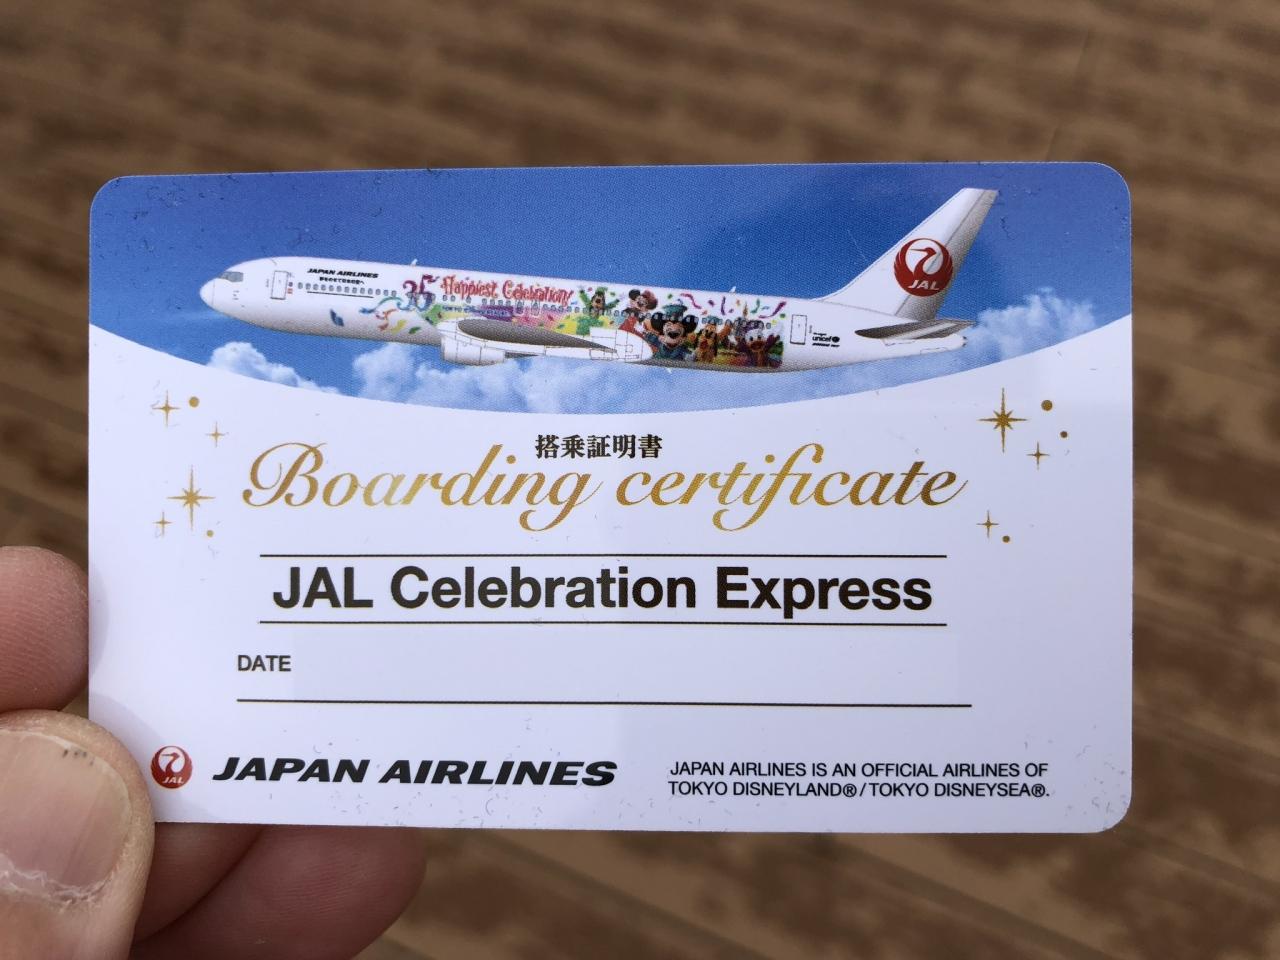 JAPAN AIRLINES
35
Happiest Celebration!
JAL
unicef
搭乗証明書
Boarding certificate
JAL Celebration Express
DATE
JAL
JAPAN AIRLINES
JAPAN AIRLINES IS AN OFFICIAL AIRLINES OF
TOKYO DISNEYLAND® / TOKYO DISNEYSEA®.